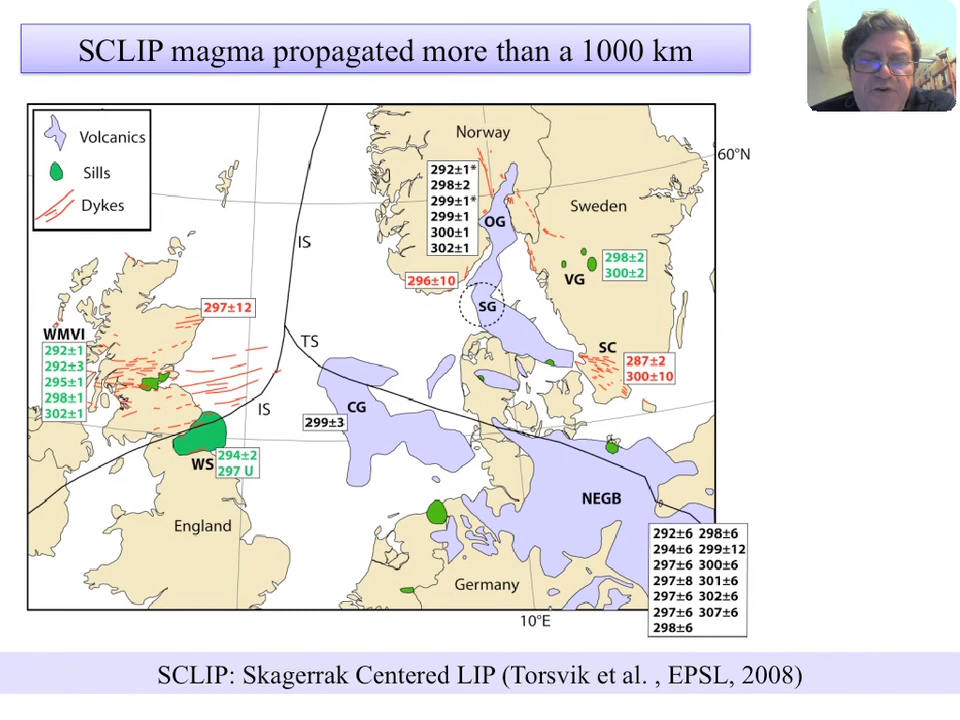 SCLIP magma propagated more than a 1000 km
Volcanics
Sills
Dykes
Norway
60°N
292±1*
298±2
299±1*
299±1
300±1
302±1
OG
Sweden
IS
298±2
300±2
VG
296±10
297±12
SG
WMVI
292±1
292±3
295±1
298±1
302±1
TS
SC
287±2
300±10
IS
CG
299±3
WS
294±2
297 U
NEGB
England
Germany
292±6 298±6
294±6 299±12
297±6 300±6
297±8 301±6
297±6 302±6
297±6 307±6
298±6
10°E
SCLIP: Skagerrak Centered LIP (Torsvik et al. , EPSL, 2008)